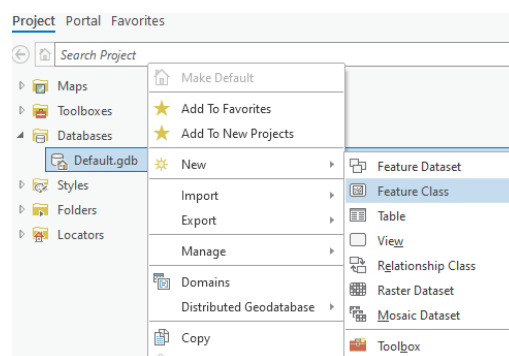 Project Portal Favorites
Search Project
Maps
Toolboxes
Databases
Default.gdb
Styles
Folders
Locators
Make Default
Add To Favorites
Add To New Projects
New
Import
Export
Manage
Domains
Distributed Geodatabase
Copy
Feature Dataset
Feature Class
Table
View
Relationship Class
Raster Dataset
Mosaic Dataset
Toolbox